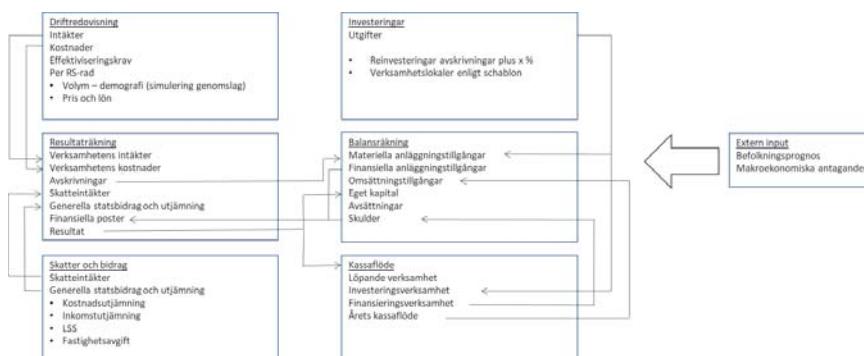 Driftredovisning
Intäkter
Kostnader
Effektiviseringskrav
Per RS-rad
• Volym – demografi (simulering genomslag)
• Pris och lön
Investeringar
Utgifter
• Reinvesteringar avskrivningar plus x %
• Verksamhetslokaler enligt schablon
Resultaträkning
Verksamhetens intäkter
Verksamhetens kostnader
Avskrivningar
Skatteintäkter
Generella statsbidrag och utjämning
Finansiella poster
Resultat
Balansräkning
Materiella anläggningstillgångar
Finansiella anläggningstillgångar
Omsättningstillgångar
Eget kapital
Avsättningar
Skulder
Extern input
Befolkningsprognos
Makroekonomiska antagande
Skatter och bidrag
Skatteintäkter
Generella statsbidrag och utjämning
• Kostnadsutjämning
• Inkomstutjämning
• LSS
• Fastighetsavgift
Kassaflöde
Löpande verksamhet
Investeringsverksamhet
Finansieringsverksamhet
Årets kassaflöde